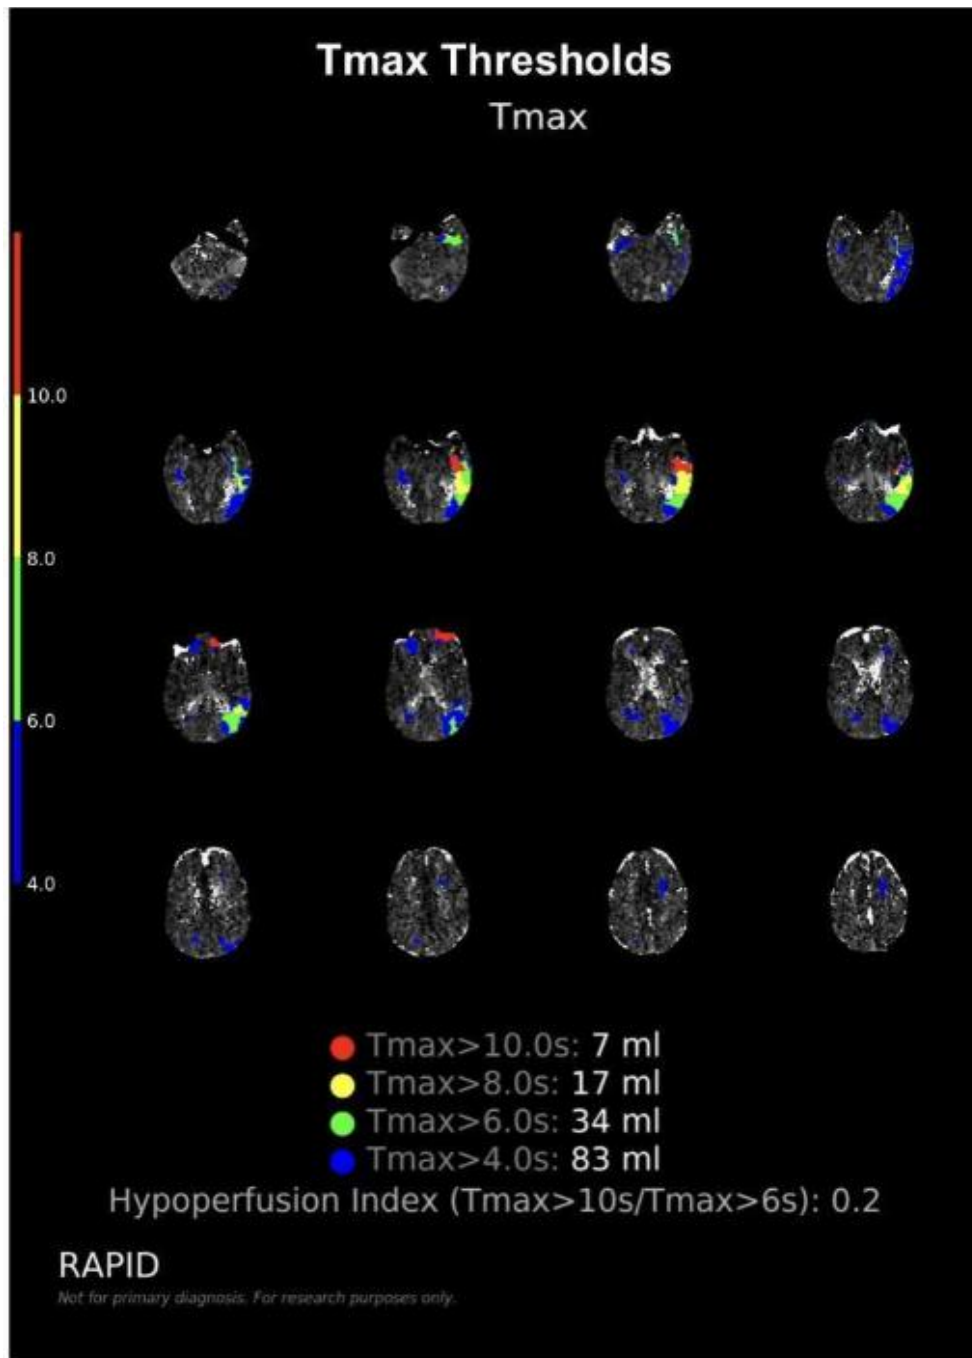 Tmax Thresholds
Tmax
10.0
8.0
6.0
4.0
Tmax>10.0s: 7 ml
Tmax>8.0s: 17 ml
Tmax>6.0s: 34 ml
Tmax>4.0s: 83 ml
Hypoperfusion Index (Tmax>10s/Tmax>6s): 0.2
RAPID
Not for primary diagnosis. For research purposes only.